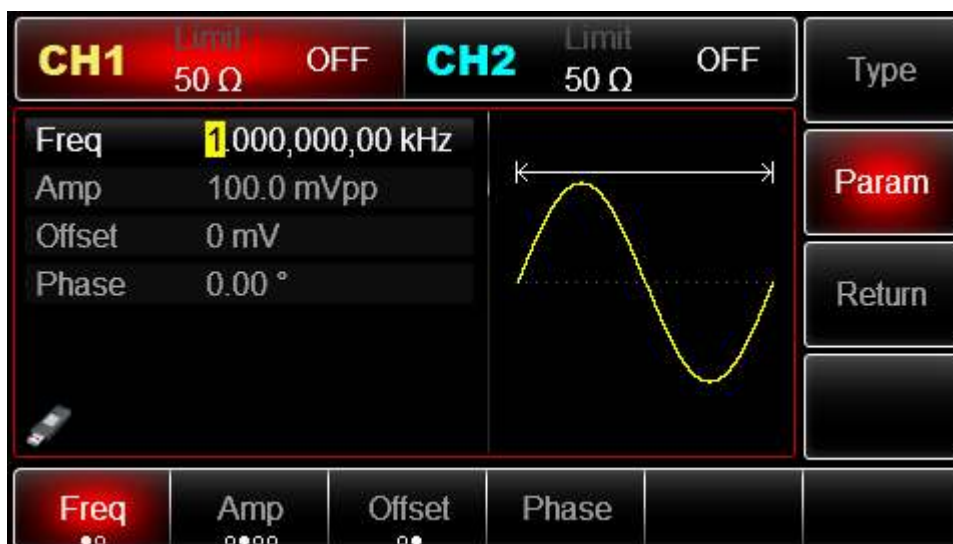 CH1 Limit 50 Ω OFF
CH2 Limit 50 Ω OFF
Type
Freq 1.000,000,00 kHz
Amp 100.0 mVpp
Offset 0 mV
Phase 0.00 °
Param
Return
Freq Amp Offset Phase